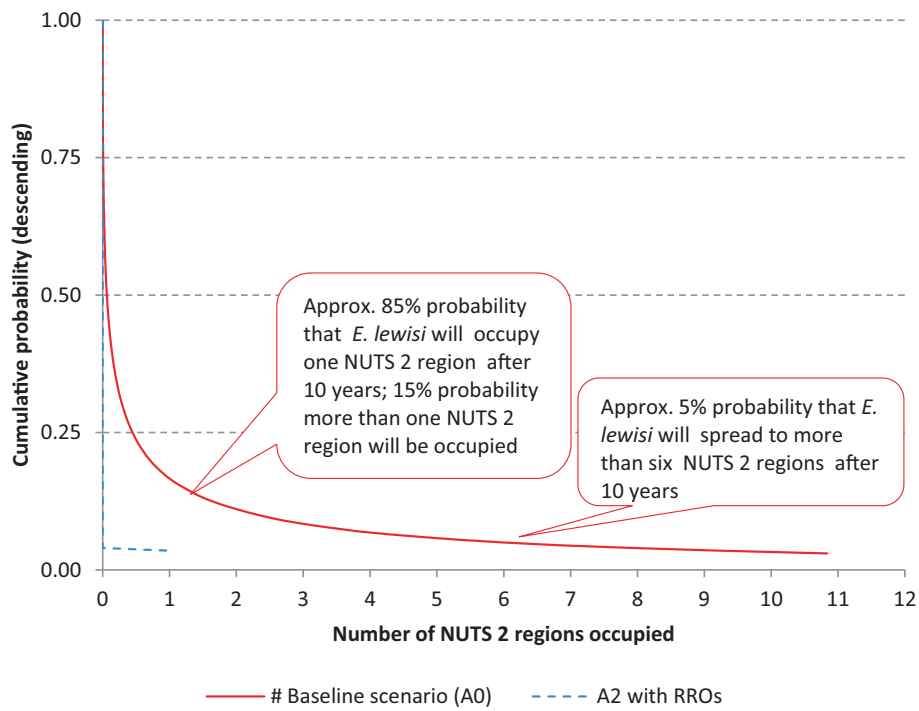 1.00
0.75
0.50
0.25
0.00
Cumulative probability (descending)
Approx. 85% probability
that E. lewisi will occupy
one NUTS 2 region after
10 years; 15% probability
more than one NUTS 2
region will be occupied
Approx. 5% probability that E.
lewisi will spread to more
than six NUTS 2 regions after
10 years
0 1 2 3 4 5 6 7 8 9 10 11 12
Number of NUTS 2 regions occupied
# Baseline scenario (A0) A2 with RROs